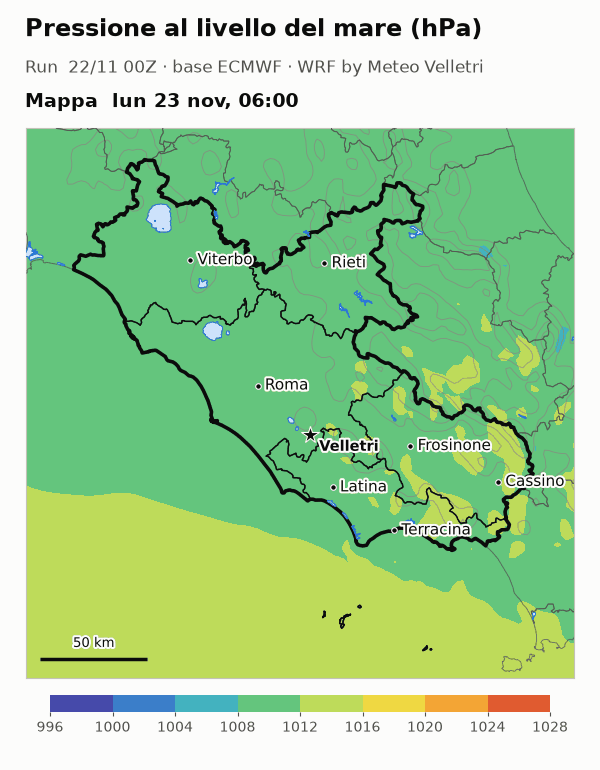 Pressione al livello del mare (hPa)
Run  22/11 00Z · base ECMWF · WRF by Meteo Velletri
Mappa  lun 23 nov, 06:00
Viterbo
Rieti
Roma
Velletri
Frosinone
Latina
Cassino
Terracina
50 km
996 1000 1004 1008 1012 1016 1020 1024 1028